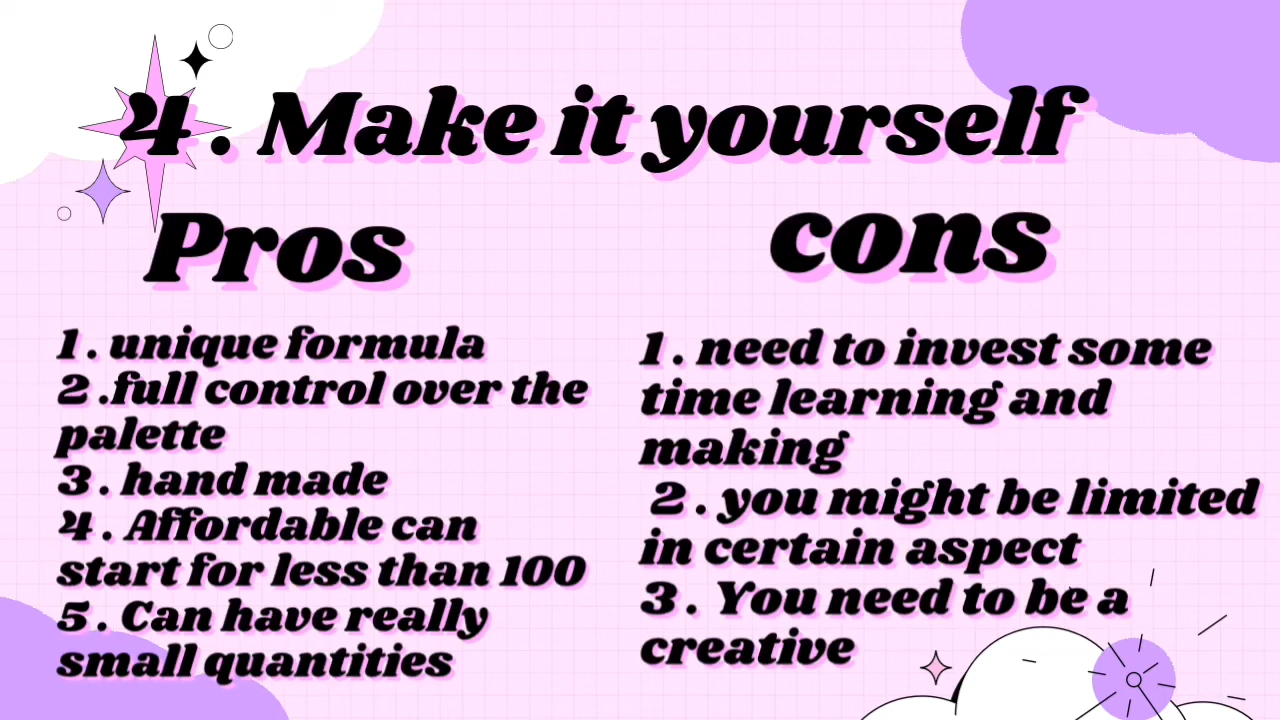 4. Make it yourself
Pros
1. unique formula
2.full control over the
palette
3. hand made
4. Affordable can
start for less than 100
5. Can have really
small quantities
cons
1. need to invest some
time learning and
making
2. you might be limited
in certain aspect
3. You need to be a
creative